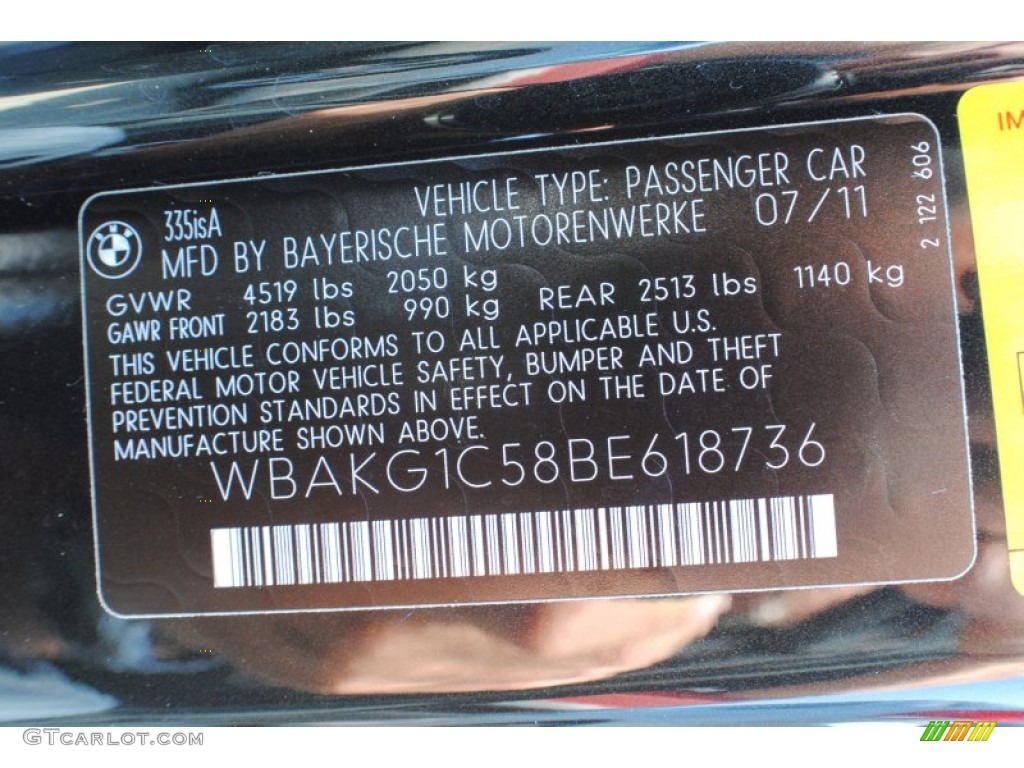 IM
2 122 606
VEHICLE TYPE: PASSENGER CAR
335isA
MFD BY BAYERISCHE MOTORENWERKE 07/11
GVWR 4519 lbs 2050 kg
GAWR FRONT 2183 lbs 990 kg REAR 2513 lbs 1140 kg
THIS VEHICLE CONFORMS TO ALL APPLICABLE U.S.
FEDERAL MOTOR VEHICLE SAFETY, BUMPER AND THEFT
PREVENTION STANDARDS IN EFFECT ON THE DATE OF
MANUFACTURE SHOWN ABOVE.
WBAKG1C58BE618736
GTCARLOT.COM